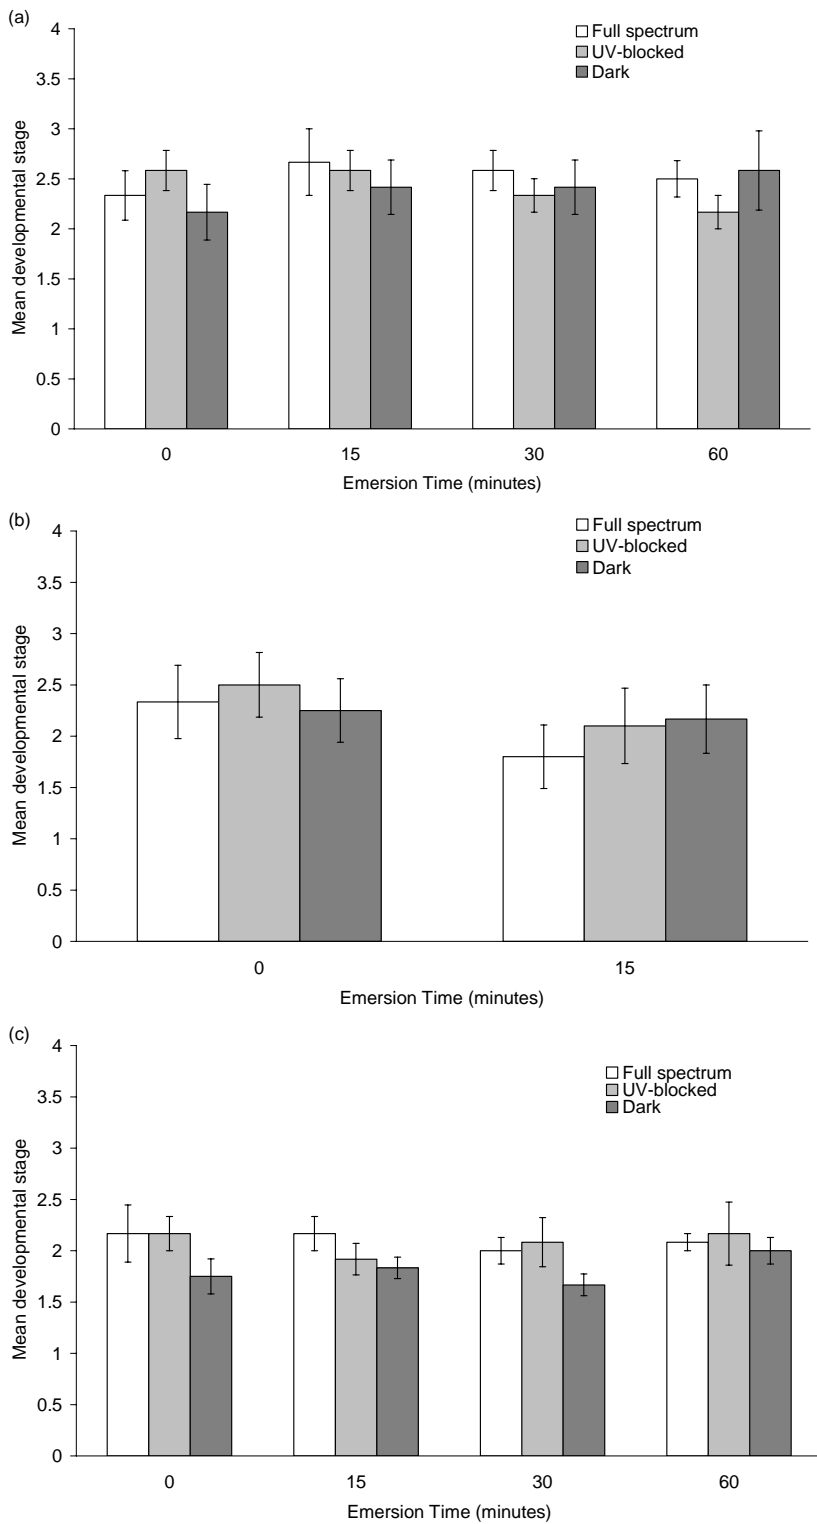 (a)
4
3.5
3
2.5
2
1.5
1
0.5
0
Mean developmental stage
Full spectrum
UV-blocked
Dark
0 15 30 60
Emersion Time (minutes)
(b)
4
3.5
3
2.5
2
1.5
1
0.5
0
Mean developmental stage
Full spectrum
UV-blocked
Dark
0 15
Emersion Time (minutes)
(c)
4
3.5
3
2.5
2
1.5
1
0.5
0
Mean developmental stage
Full spectrum
UV-blocked
Dark
0 15 30 60
Emersion Time (minutes)